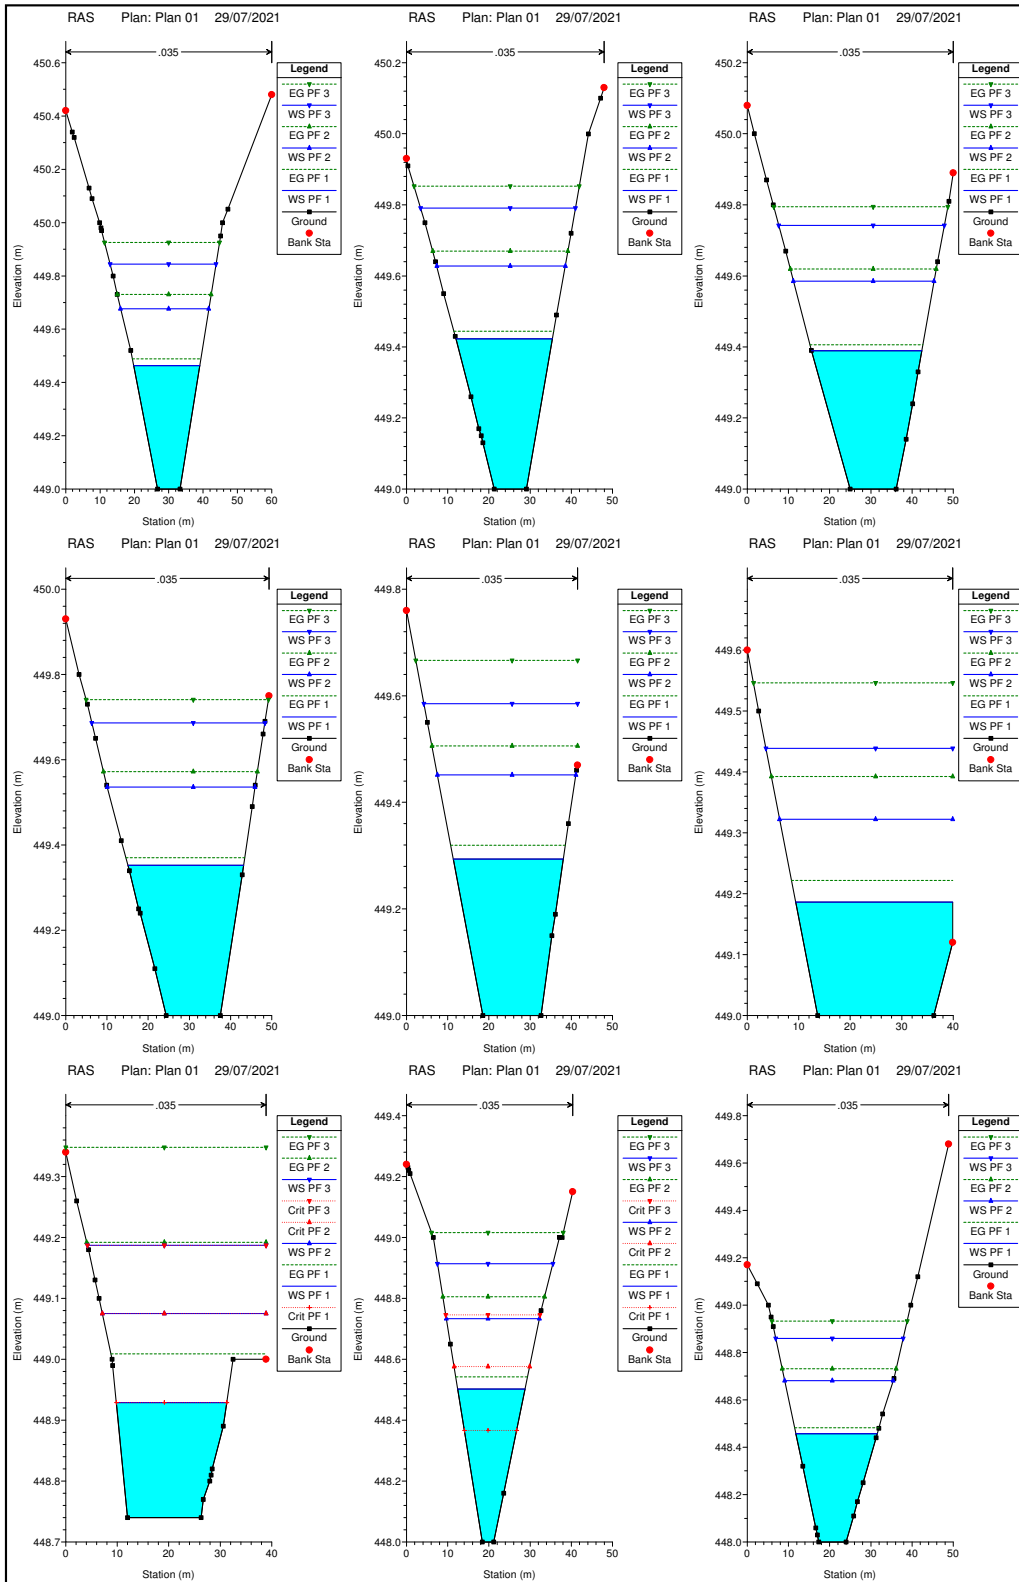 RAS Plan: Plan 01 29/07/2021
.035
Elevation (m)
450.6
450.4
450.2
450.0
449.8
449.6
449.4
449.2
449.0
0 10 20 30 40 50 60
Station (m)
Legend
EG PF 3
WS PF 3
EG PF 2
WS PF 2
EG PF 1
WS PF 1
Ground
Bank Sta
RAS Plan: Plan 01 29/07/2021
.035
Elevation (m)
450.2
450.0
449.8
449.6
449.4
449.2
449.0
0 10 20 30 40 50
Station (m)
Legend
EG PF 3
WS PF 3
EG PF 2
WS PF 2
EG PF 1
WS PF 1
Ground
Bank Sta
RAS Plan: Plan 01 29/07/2021
.035
Elevation (m)
450.2
450.0
449.8
449.6
449.4
449.2
449.0
0 10 20 30 40 50
Station (m)
Legend
EG PF 3
WS PF 3
EG PF 2
WS PF 2
EG PF 1
WS PF 1
Ground
Bank Sta
RAS Plan: Plan 01 29/07/2021
.035
Elevation (m)
450.0
449.8
449.6
449.4
449.2
449.0
0 10 20 30 40 50
Station (m)
Legend
EG PF 3
WS PF 3
EG PF 2
WS PF 2
EG PF 1
WS PF 1
Ground
Bank Sta
RAS Plan: Plan 01 29/07/2021
.035
Elevation (m)
449.8
449.6
449.4
449.2
449.0
0 10 20 30 40 50
Station (m)
Legend
EG PF 3
WS PF 3
EG PF 2
WS PF 2
EG PF 1
WS PF 1
Ground
Bank Sta
RAS Plan: Plan 01 29/07/2021
.035
Elevation (m)
449.6
449.5
449.4
449.3
449.2
449.1
449.0
0 10 20 30 40
Station (m)
Legend
EG PF 3
WS PF 3
EG PF 2
WS PF 2
EG PF 1
WS PF 1
Ground
Bank Sta
RAS Plan: Plan 01 29/07/2021
.035
Elevation (m)
449.3
449.2
449.1
449.0
448.9
448.8
448.7
0 10 20 30 40
Station (m)
Legend
EG PF 3
EG PF 2
WS PF 3
Crit PF 3
Crit PF 2
WS PF 2
EG PF 1
WS PF 1
Crit PF 1
Ground
Bank Sta
RAS Plan: Plan 01 29/07/2021
.035
Elevation (m)
449.4
449.2
449.0
448.8
448.6
448.4
448.2
448.0
0 10 20 30 40 50
Station (m)
Legend
EG PF 3
WS PF 3
EG PF 2
Crit PF 3
WS PF 2
Crit PF 2
EG PF 1
WS PF 1
Crit PF 1
Ground
Bank Sta
RAS Plan: Plan 01 29/07/2021
.035
Elevation (m)
449.8
449.6
449.4
449.2
449.0
448.8
448.6
448.4
448.2
448.0
0 10 20 30 40 50
Station (m)
Legend
EG PF 3
WS PF 3
EG PF 2
WS PF 2
EG PF 1
WS PF 1
Ground
Bank Sta